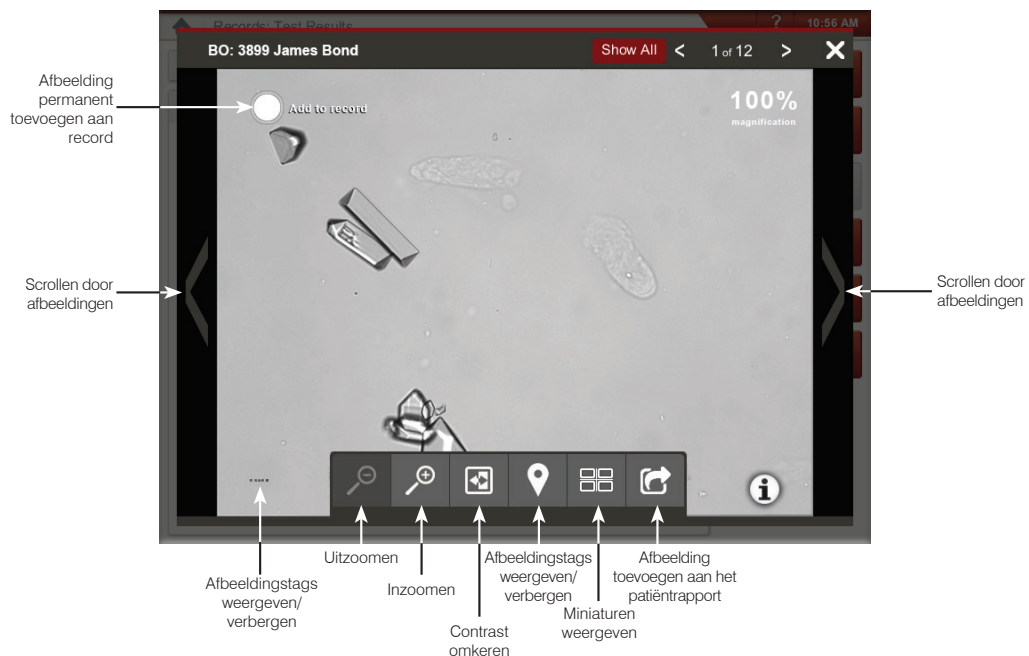 Records: Test Results
? 10:56 AM
BO: 3899 James Bond
Show All < 1 of 12 > X
Afbeelding
permanent
toevoegen aan
record
Add to record
100%
magnification
Scrollen door
afbeeldingen
Scrollen door
afbeeldingen
i
Afbeeldingstags
weergeven/
verbergen
Uitzoomen
Inzoomen
Contrast
omkeren
Afbeeldingstags
weergeven/
verbergen
Miniaturen
weergeven
Afbeelding
toevoegen aan het
patiëntrapport